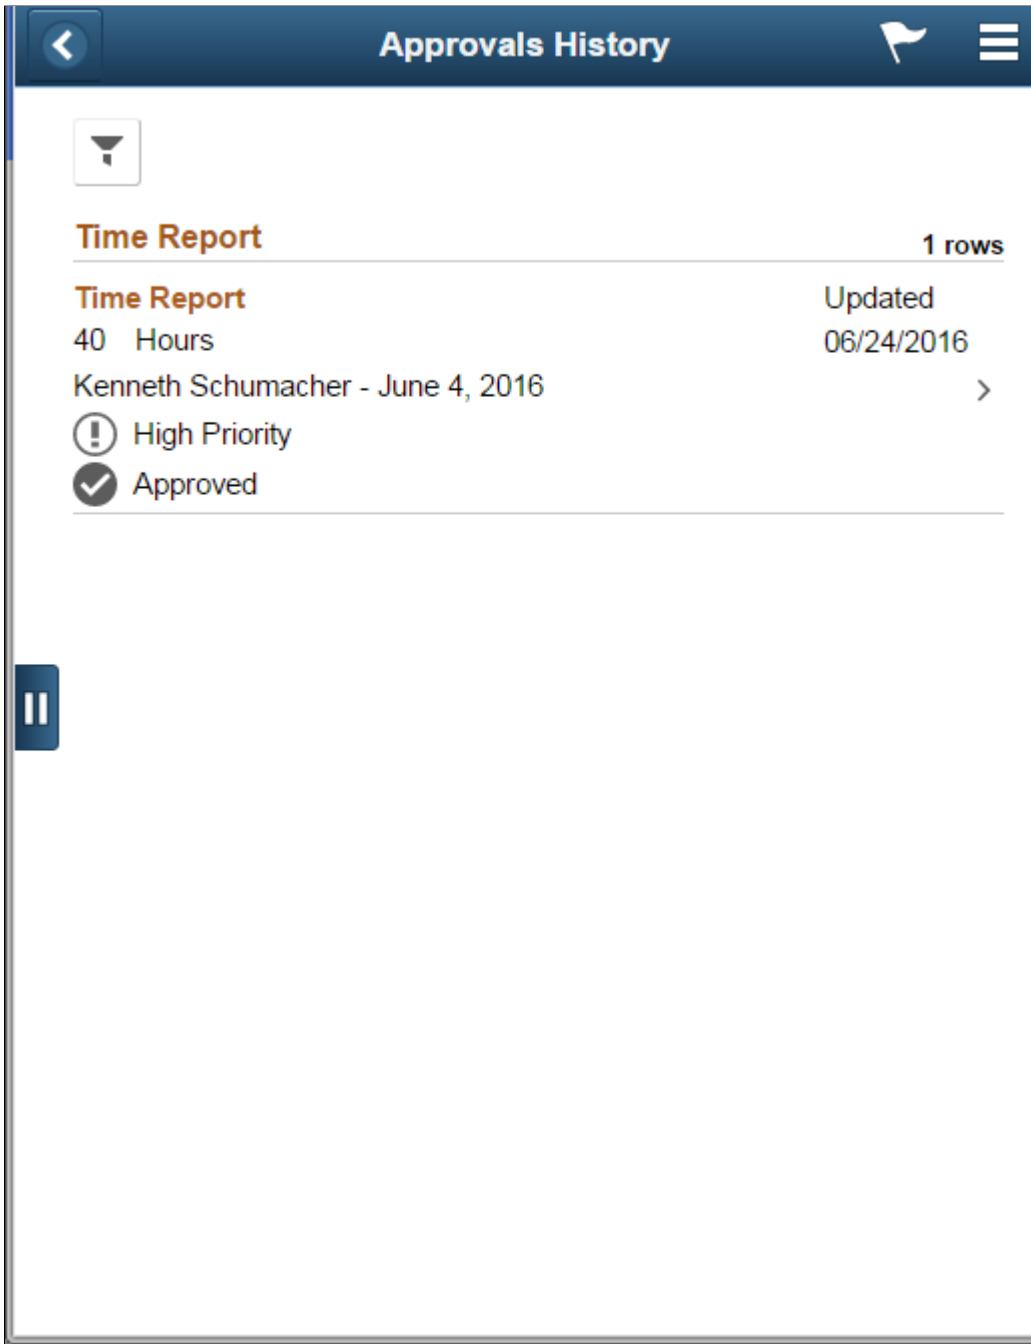 Approvals History
Time Report
1 rows
Time Report
Updated
40 Hours
06/24/2016
Kenneth Schumacher - June 4, 2016
High Priority
Approved